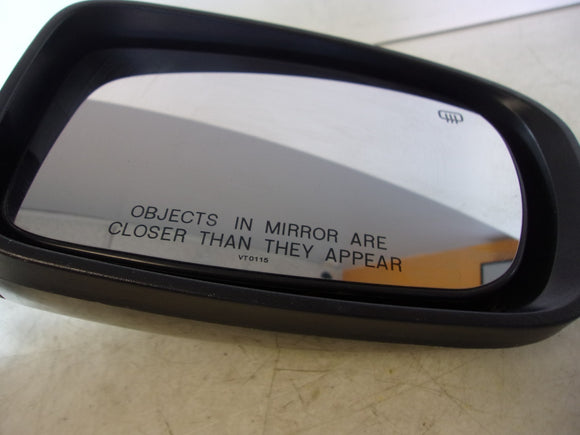 OBJECTS IN MIRROR ARE
CLOSER THAN THEY APPEAR
VT0115